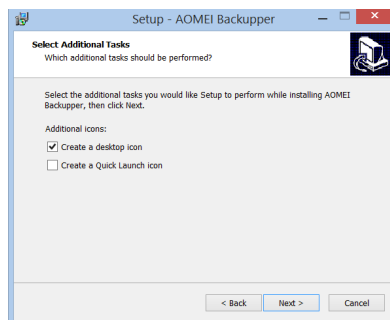 Setup - AOMEI Backupper
Select Additional Tasks
Which additional tasks should be performed?
Select the additional tasks you would like Setup to perform while installing AOMEI
Backupper, then click Next.
Additional icons:
Create a desktop icon
Create a Quick Launch icon
< Back Next > Cancel